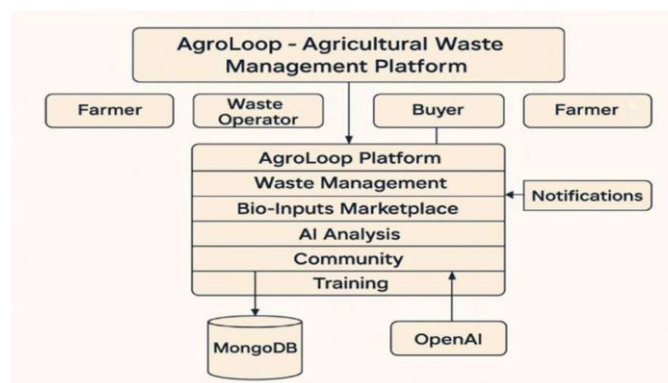 AgroLoop - Agricultural Waste
Management Platform
Farmer
Waste
Operator
Buyer
Farmer
AgroLoop Platform
Waste Management
Bio-Inputs Marketplace
AI Analysis
Community
Training
Notifications
MongoDB
OpenAI